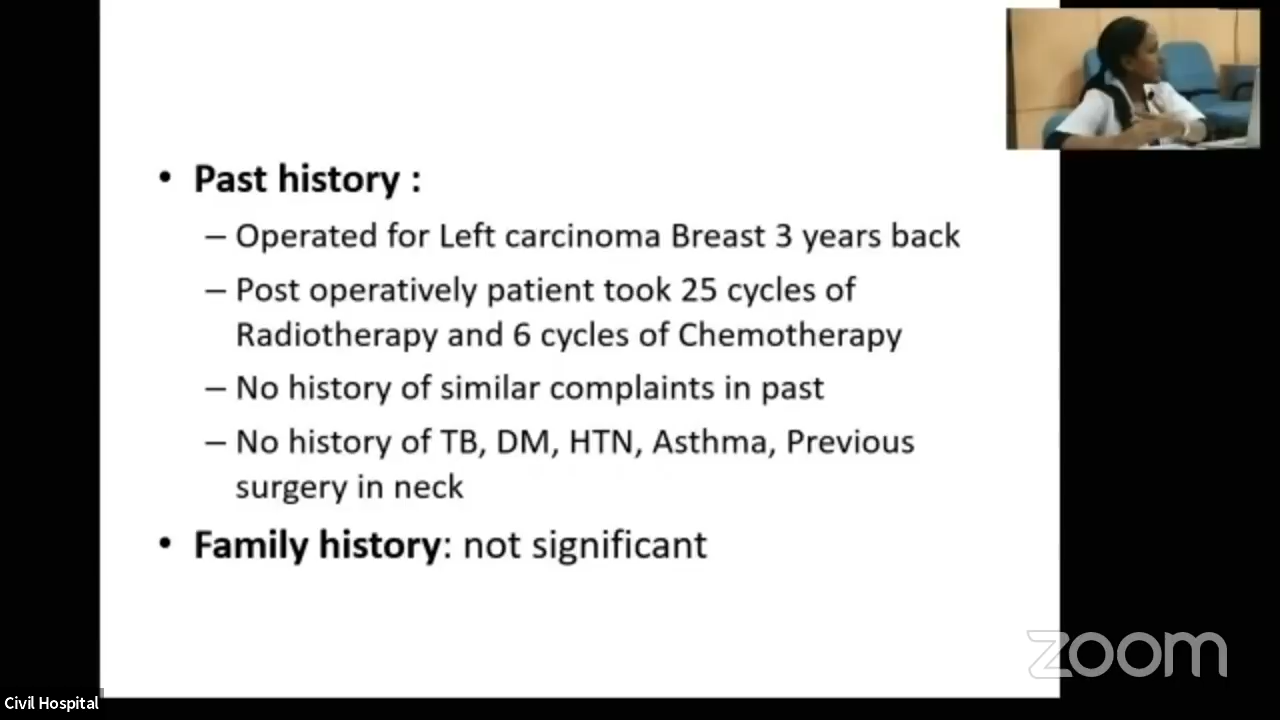 • Past history :
– Operated for Left carcinoma Breast 3 years back
– Post operatively patient took 25 cycles of
Radiotherapy and 6 cycles of Chemotherapy
– No history of similar complaints in past
– No history of TB, DM, HTN, Asthma, Previous
surgery in neck
• Family history: not significant
zoom
Civil Hospital